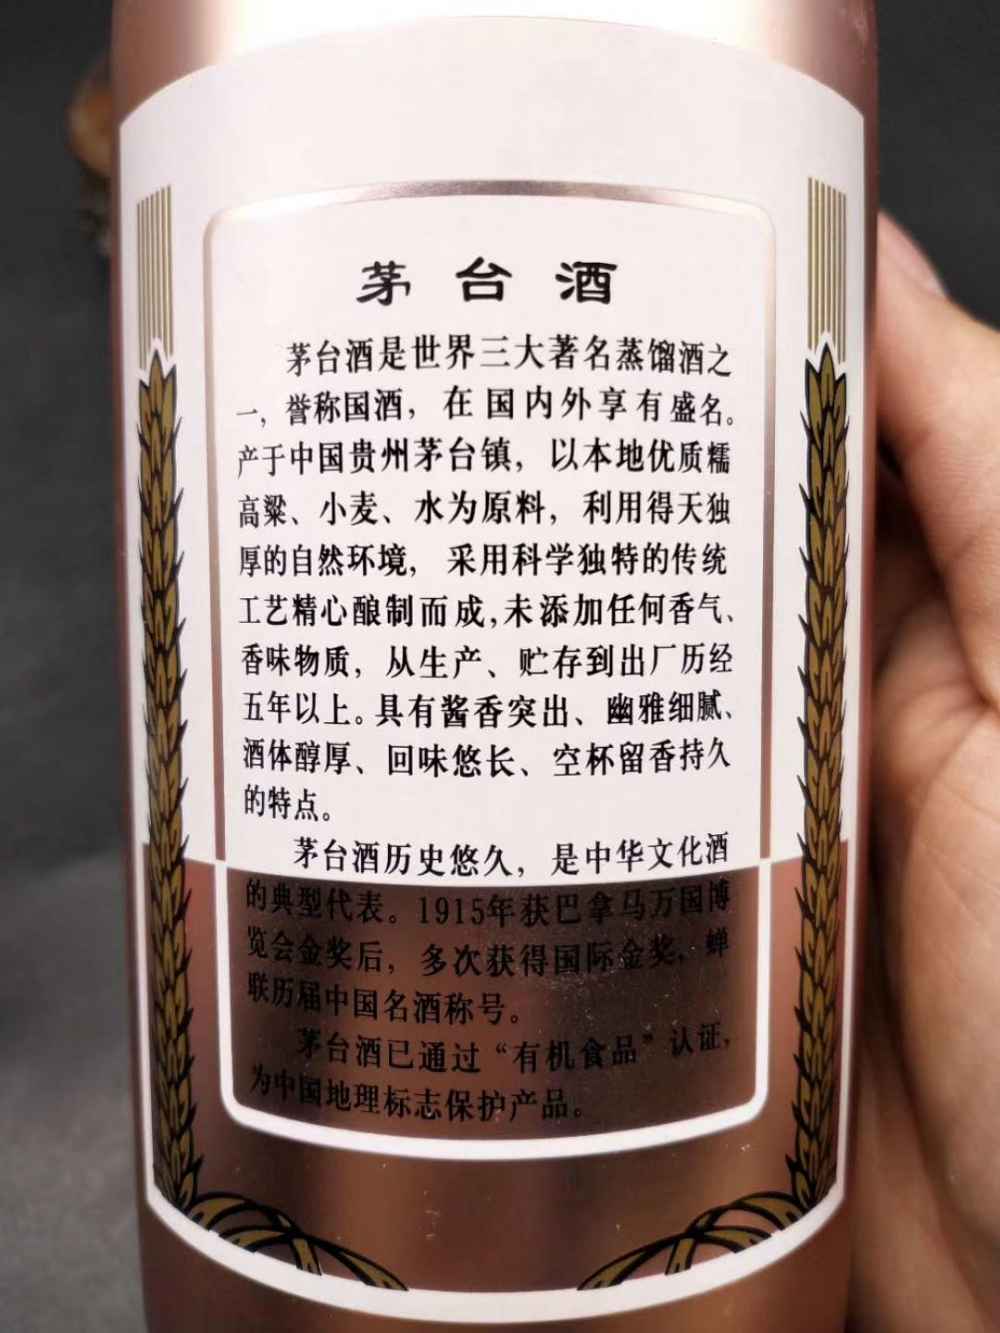 茅台酒
茅台酒是世界三大著名蒸馏酒之
一，誉称国酒，在国内外享有盛名。
产于中国贵州茅台镇，以本地优质糯
高粱、小麦、水为原料，利用得天独
厚的自然环境，采用科学独特的传统
工艺精心酿制而成,未添加任何香气、
香味物质，从生产、贮存到出厂历经
五年以上。具有酱香突出、幽雅细腻、
酒体醇厚、回味悠长、空杯留香持久
的特点。
茅台酒历史悠久，是中华文化酒
的典型代表。1915年获巴拿马万国博
览会金奖后，多次获得国际金奖，蝉
联历届中国名酒称号。
茅台酒已通过“有机食品”认证，
为中国地理标志保护产品。